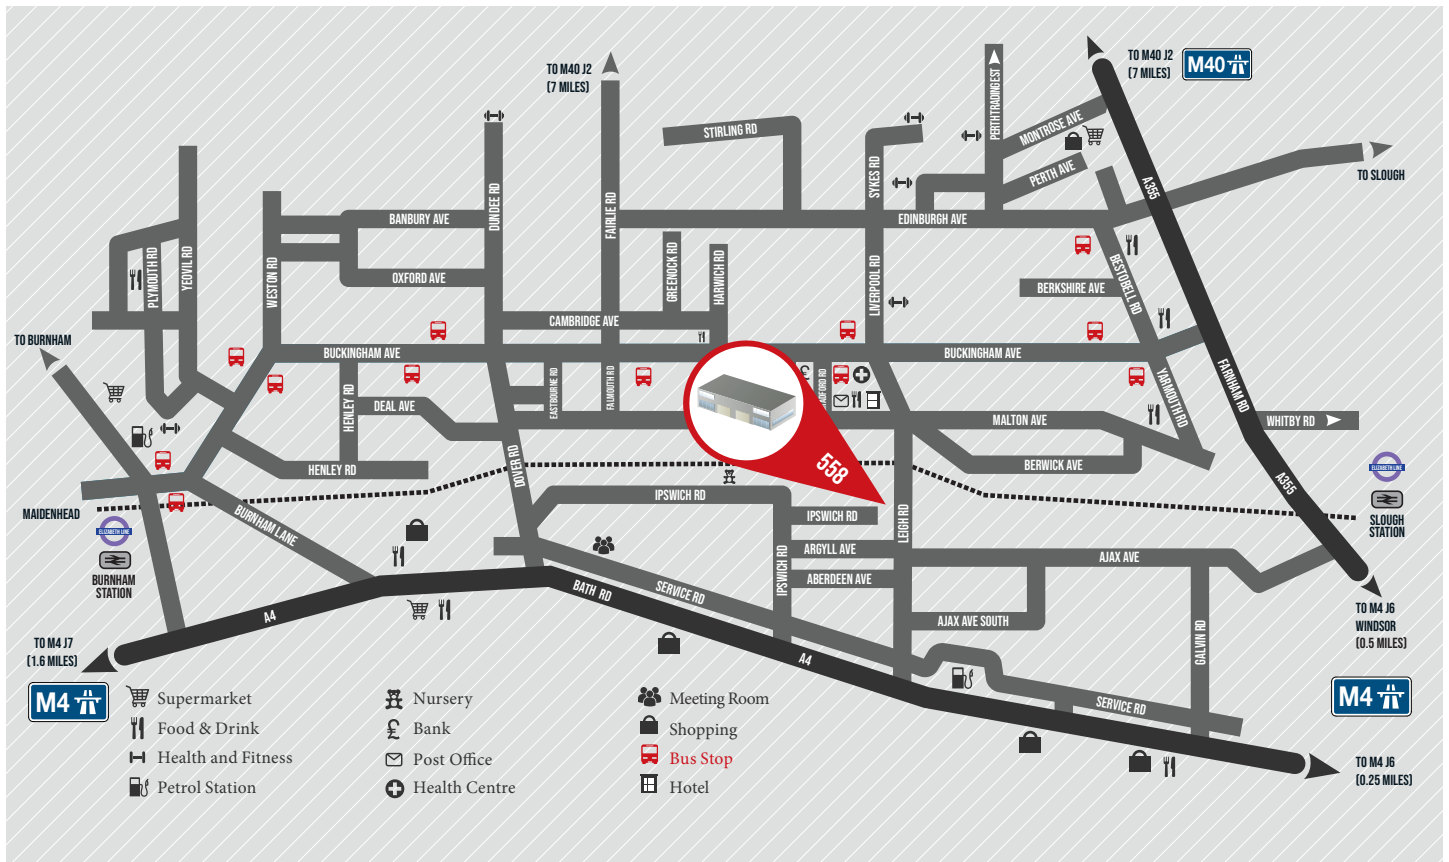 TO M40 J2
(7 MILES)
TO M40 J2
(7 MILES)
M40
PERTH TRADING EST
MONTROSE AVE
STIRLING RD
SYKES RD
PERTH AVE
A355
TO SLOUGH
DUNDEE RD
FAIRLIE RD
BANBURY AVE
EDINBURGH AVE
PLYMOUTH RD
YEOVIL RD
WESTON RD
OXFORD AVE
GREENOCK RD
HARWICH RD
LIVERPOOL RD
BERKSHIRE AVE
BESTOBELL RD
CAMBRIDGE AVE
TO BURNHAM
BUCKINGHAM AVE
BUCKINGHAM AVE
HENLEY RD
DEAL AVE
EASTBOURNE RD
FALMOUTH RD
YARMOUTH RD
FARNHAM RD
MALTON AVE
WHITBY RD
HENLEY RD
DOVER RD
558
BERWICK AVE
A355
ELIZABETH LINE
SLOUGH
STATION
MAIDENHEAD
ELIZABETH LINE
BURNHAM
STATION
BURNHAM LANE
IPSWICH RD
IPSWICH RD
LEIGH RD
ARGYLL AVE
AJAX AVE
IPSWICH RD
ABERDEEN AVE
BATH RD
SERVICE RD
AJAX AVE SOUTH
GALVIN RD
TO M4 J6
WINDSOR
(0.5 MILES)
A4
TO M4 J7
(1.6 MILES)
A4
M4
M4
SERVICE RD
TO M4 J6
(0.25 MILES)
Supermarket
Food & Drink
Health and Fitness
Petrol Station
Nursery
£ Bank
Post Office
Health Centre
Meeting Room
Shopping
Bus Stop
Hotel